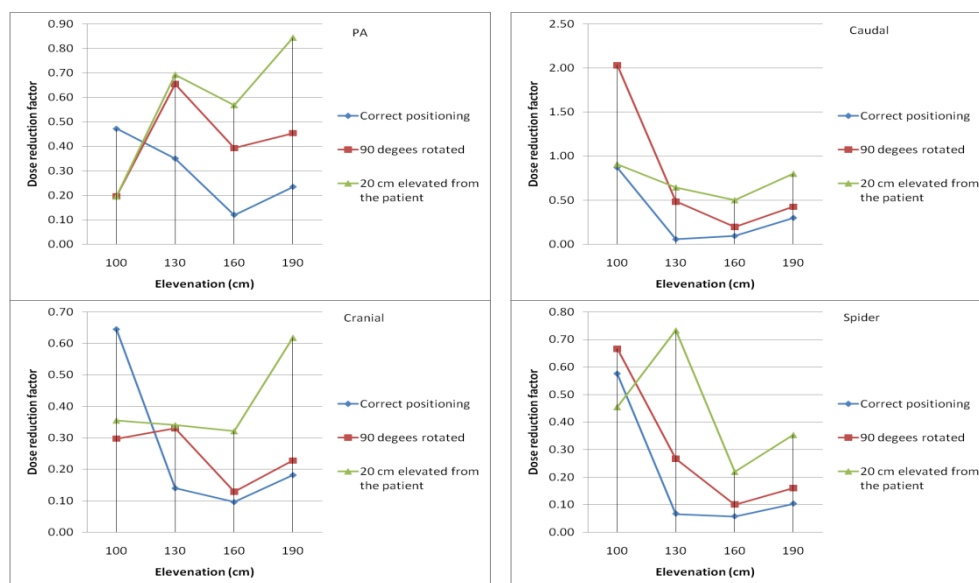 PA
0.90
0.80
0.70
0.60
0.50
0.40
0.30
0.20
0.10
0.00
Dose reduction factor
100 130 160 190
Elevenation (cm)
Correct positioning
90 degees rotated
20 cm elevated from
the patient
Caudal
2.50
2.00
1.50
1.00
0.50
0.00
Dose reduction factor
100 130 160 190
Elevenation (cm)
Correct positioning
90 degees rotated
20 cm elevated from
the patient
Cranial
0.70
0.60
0.50
0.40
0.30
0.20
0.10
0.00
Dose reduction factor
100 130 160 190
Elevenation (cm)
Correct positioning
90 degees rotated
20 cm elevated from
the patient
Spider
0.80
0.70
0.60
0.50
0.40
0.30
0.20
0.10
0.00
Dose reduction factor
100 130 160 190
Elevenation (cm)
Correct positioning
90 degees rotated
20 cm elevated from
the patient